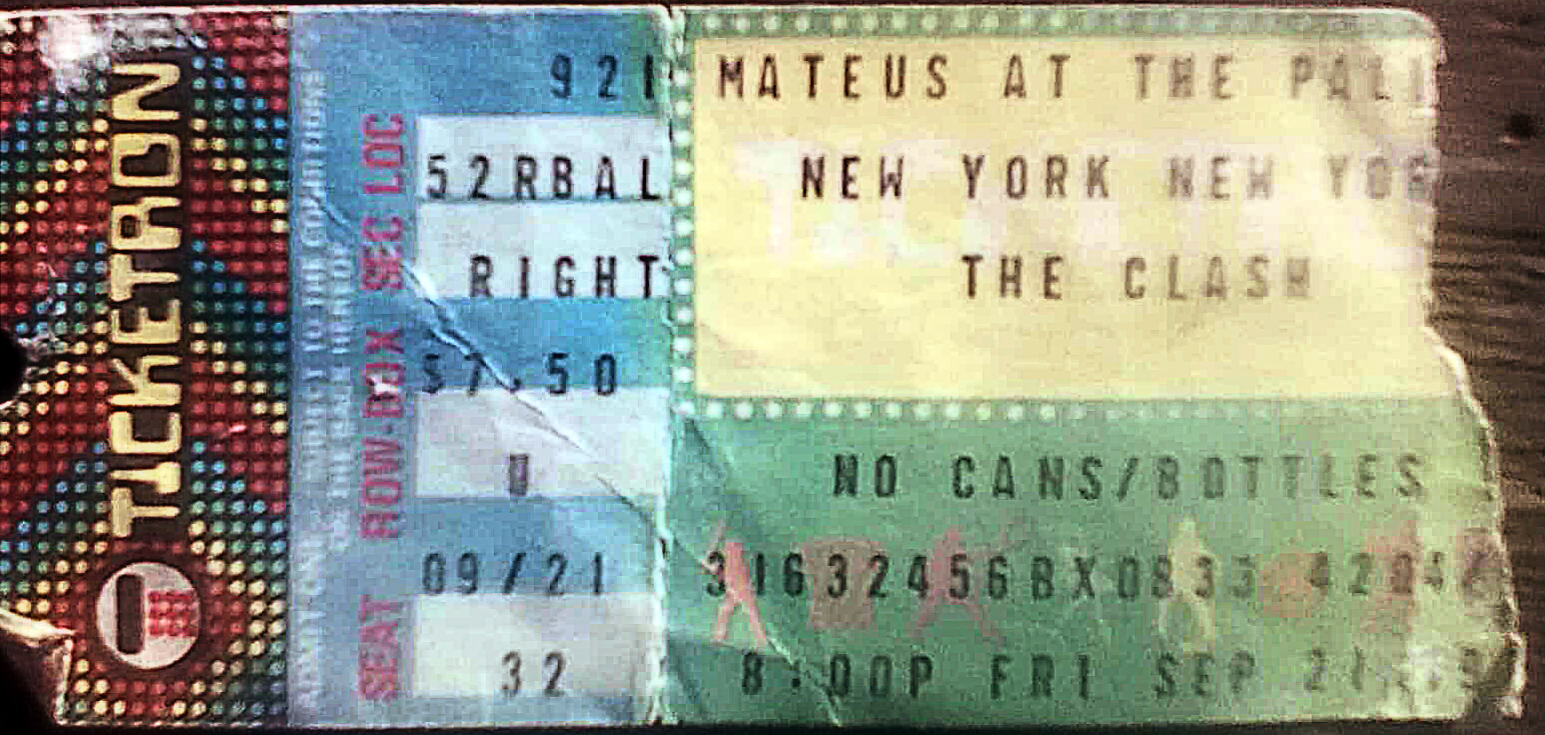 TICKETRON
SEC LOC
ROW-BOX
SEAT
921
52RBAL
RIGHT
$7.50
U
09/21
32
MATEUS AT THE PAL
NEW YORK NEW YO
THE CLASH
NO CANS/BOTTLES
31632456BX0833
8:00P FRI SEP 21